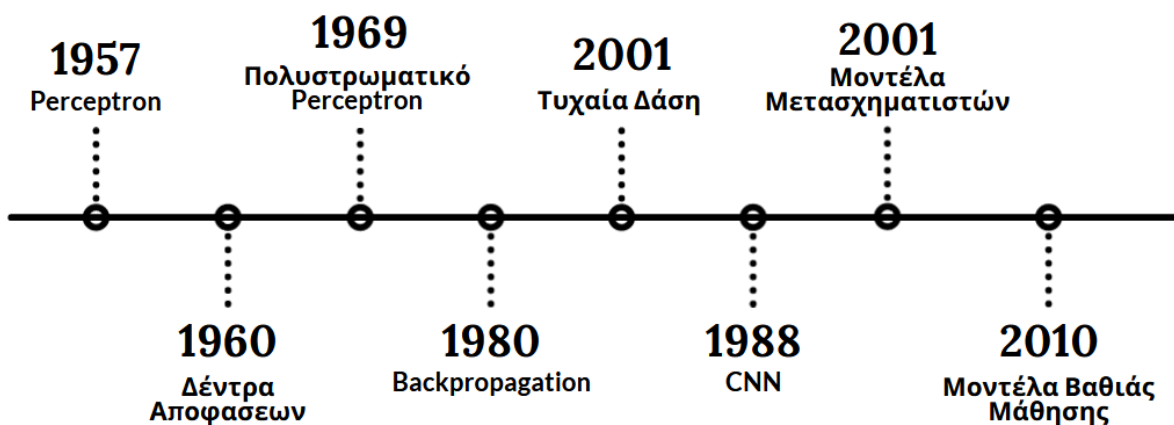 1957
Perceptron
1969
Πολυστρωματικό
Perceptron
2001
Τυχαία Δάση
2001
Μοντέλα
Μετασχηματιστών
1960
Δέντρα
Αποφασεων
1980
Backpropagation
1988
CNN
2010
Μοντέλα Βαθιάς
Μάθησης